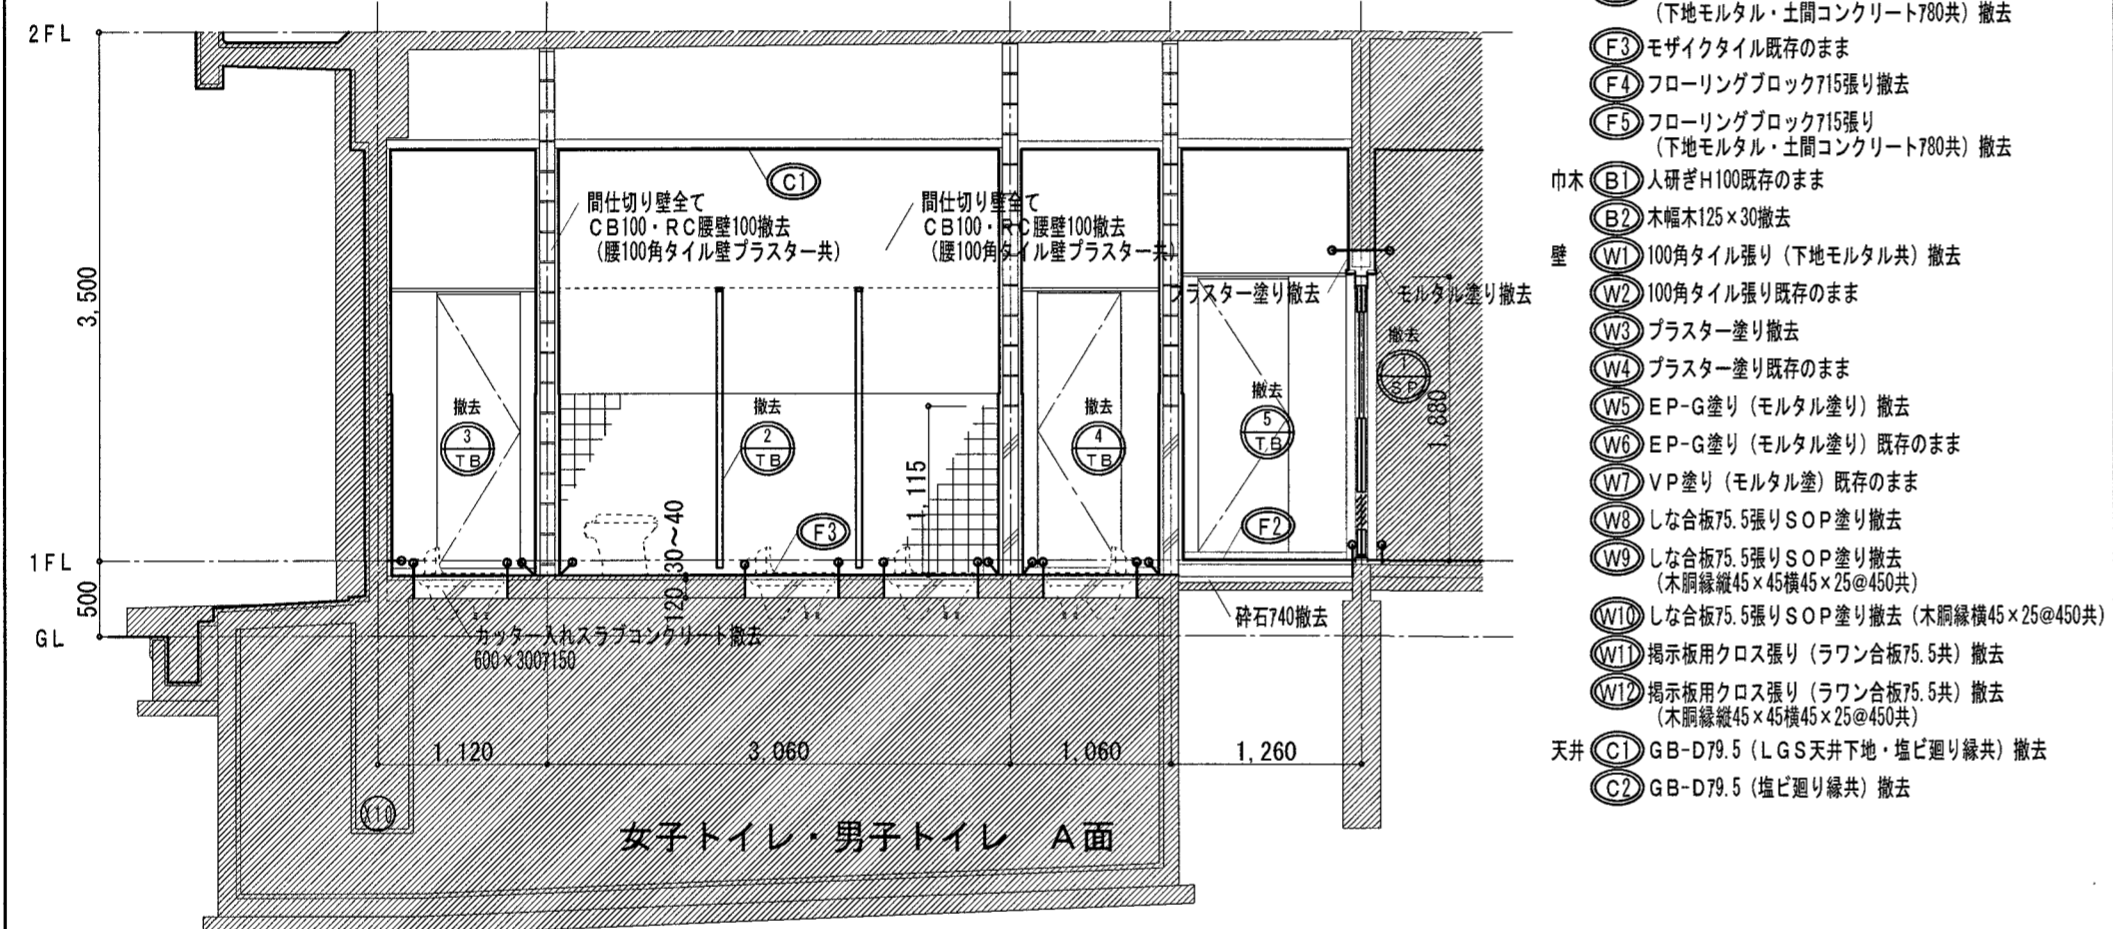 2FL
3,500
1FL
500
GL
C1
間仕切り壁全て
CB100・RC腰壁100撤去
(腰100角タイル壁プラスター共)
間仕切り壁全て
CB100・RC腰壁100撤去
(腰100角タイル壁プラスター共)
プラスター塗り撤去
モルタル塗り撤去
撤去
3
TB
撤去
2
TB
撤去
4
TB
撤去
5
TB
撤去
1
SP
1,880
1,115
F3
F2
120
30~40
砕石740撤去
カッター入れスラブコンクリート撤去
600×3007150
1,120
3,060
1,060
1,260
X10
女子トイレ・男子トイレ A面
(下地モルタル・土間コンクリート780共) 撤去
F3 モザイクタイル既存のまま
F4 フローリングブロック715張り撤去
F5 フローリングブロック715張り
(下地モルタル・土間コンクリート780共) 撤去
巾木 B1 人研ぎH100既存のまま
B2 木幅木125×30撤去
壁 W1 100角タイル張り (下地モルタル共) 撤去
W2 100角タイル張り既存のまま
W3 プラスター塗り撤去
W4 プラスター塗り既存のまま
W5 EP-G塗り (モルタル塗り) 撤去
W6 EP-G塗り (モルタル塗り) 既存のまま
W7 VP塗り (モルタル塗) 既存のまま
W8 しな合板75.5張りSOP塗り撤去
W9 しな合板75.5張りSOP塗り撤去
(木胴縁縦45×45横45×25@450共)
W10 しな合板75.5張りSOP塗り撤去 (木胴縁横45×25@450共)
W11 掲示板用クロス張り (ラワン合板75.5共) 撤去
W12 掲示板用クロス張り (ラワン合板75.5共) 撤去
(木胴縁縦45×45横45×25@450共)
天井 C1 GB-D79.5 (LGS天井下地・塩ビ廻り縁共) 撤去
C2 GB-D79.5 (塩ビ廻り縁共) 撤去